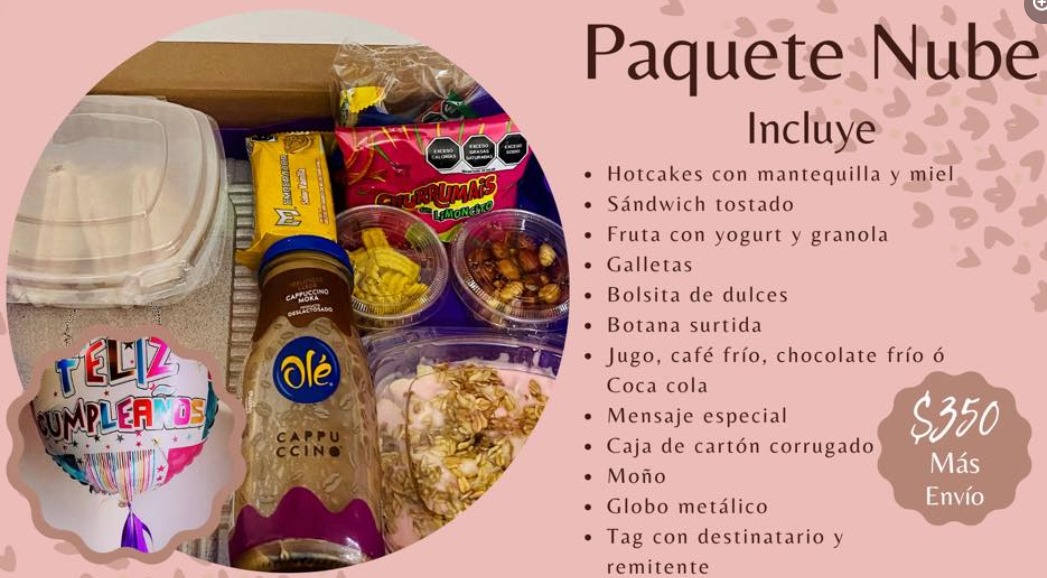 Paquete Nube
Incluye
• Hotcakes con mantequilla y miel
• Sándwich tostado
• Fruta con yogurt y granola
• Galletas
• Bolsita de dulces
• Botana surtida
• Jugo, café frío, chocolate frío ó
Coca cola
• Mensaje especial
• Caja de cartón corrugado
• Moño
• Globo metálico
• Tag con destinatario y
remitente
$350
Más
Envío
EMPERADOR
EXCESO
CALORÍAS
EXCESO
GRASAS
SATURADAS
EXCESO
SODIO
CHURRUMAIS
LIMONCITO
CAPPUCCINO
MOKA
DESLACTOSADO
Olé
CAPPU
CCINO
FELIZ
CUMPLEAÑOS